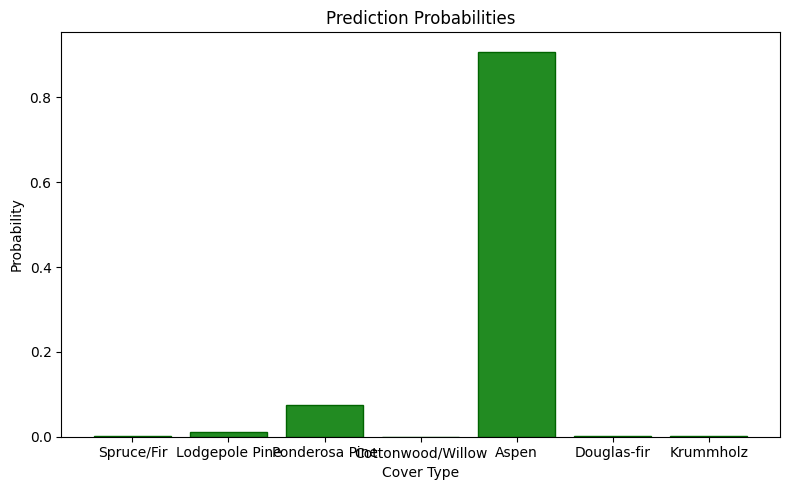 Prediction Probabilities
Probability
0.8
0.6
0.4
0.2
0.0
Spruce/Fir Lodgepole Pine Ponderosa Pine Cottonwood/Willow Aspen Douglas-fir Krummholz
Cover Type